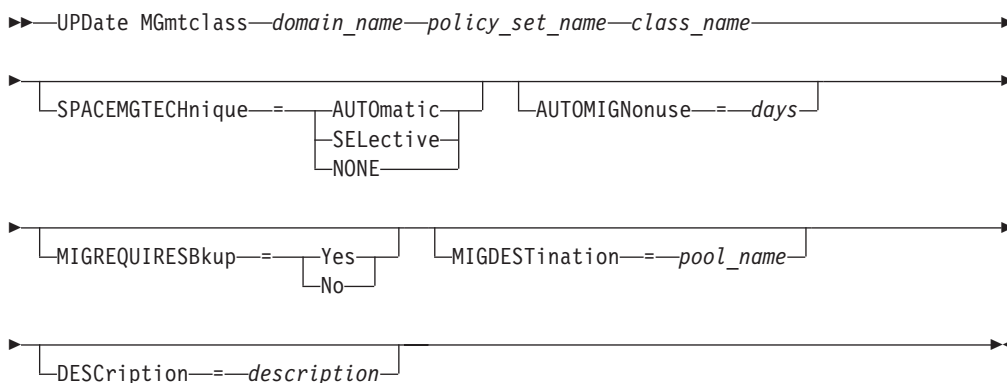 UPDate MGmtclass domain_name policy_set_name class_name
SPACEMGTECHnique = AUTOmatic
SELective
NONE
AUTOMIGNonuse = days
MIGREQUIRESBkup = Yes
No
MIGDESTination = pool_name
DESCription = description